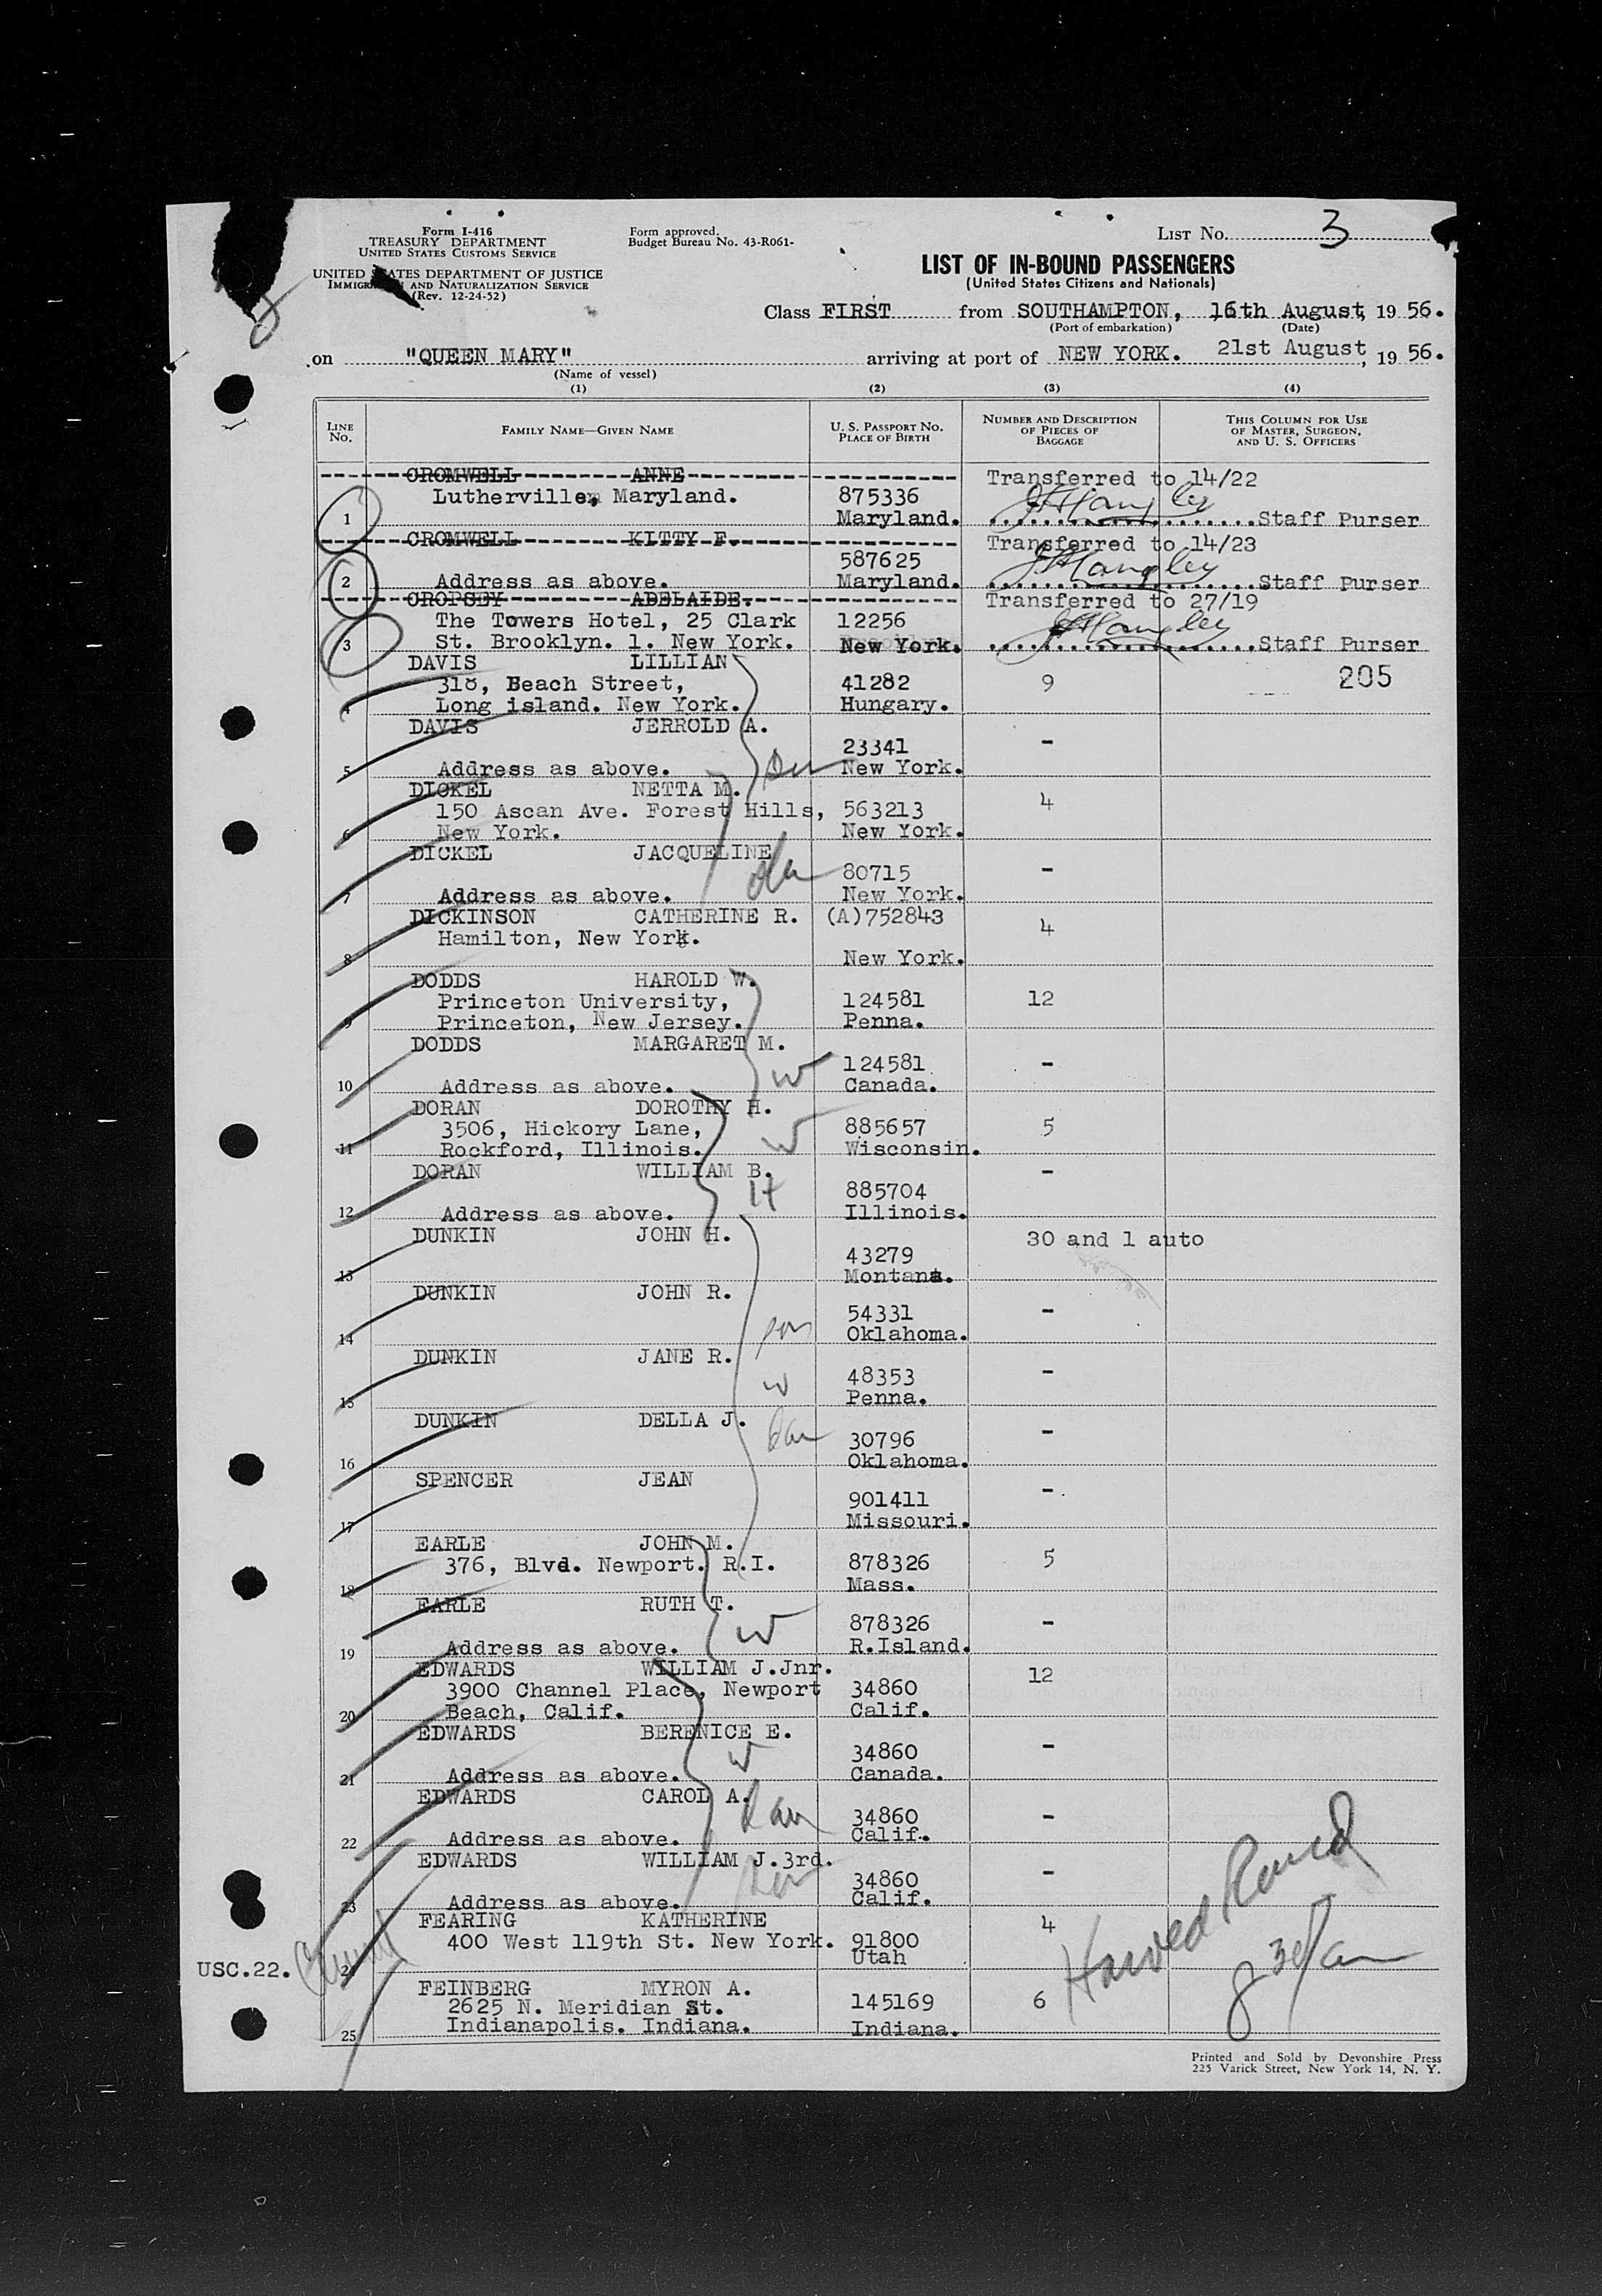 Form I-416
TREASURY DEPARTMENT
UNITED STATES CUSTOMS SERVICE
Form approved.
Budget Bureau No. 43-R061-
LIST NO. 3
UNITED STATES DEPARTMENT OF JUSTICE
IMMIGRATION AND NATURALIZATION SERVICE
(Rev. 12-24-52)
LIST OF IN-BOUND PASSENGERS
(United States Citizens and Nationals)
Class FIRST from SOUTHAMPTON, 16th August, 19 56.
(Port of embarkation) (Date)
on "QUEEN MARY" arriving at port of NEW YORK. 21st August, 19 56.
(Name of vessel)
(1) (2) (3) (4)
LINE NO. FAMILY NAME—GIVEN NAME U. S. PASSPORT NO. PLACE OF BIRTH NUMBER AND DESCRIPTION OF PIECES OF BAGGAGE THIS COLUMN FOR USE OF MASTER, SURGEON, AND U. S. OFFICERS
CROMWELL ANNE Transferred to 14/22
Lutherville, Maryland. 875336
1 Maryland. Staff Purser
CROMWELL KITTY F. Transferred to 14/23
587625
2 Address as above. Maryland. Staff Purser
CROPSEY ADELAIDE. Transferred to 27/19
The Towers Hotel, 25 Clark 12256
3 St. Brooklyn. 1. New York. New York. Staff Purser
DAVIS LILLIAN
318, Beach Street, 41282 9 205
4 Long island. New York. Hungary.
DAVIS JERROLD A.
23341 -
5 Address as above. New York.
DICKEL NETTA M.
150 Ascan Ave. Forest Hills, 563213 4
6 New York. New York.
DICKEL JACQUELINE
80715 -
7 Address as above. New York.
DICKINSON CATHERINE R. (A)752843
Hamilton, New York. 4
8 New York.
DODDS HAROLD W.
Princeton University, 124581 12
9 Princeton, New Jersey. Penna.
DODDS MARGARET M.
124581 -
10 Address as above. W Canada.
DORAN DOROTHY H.
3506, Hickory Lane, W 885657 5
11 Rockford, Illinois. Wisconsin.
DORAN WILLIAM B. -
H 885704
12 Address as above. Illinois.
DUNKIN JOHN H. 30 and 1 auto
43279
13 Montana.
DUNKIN JOHN R.
54331 -
14 son Oklahoma.
DUNKIN JANE R.
48353 -
15 w Penna.
DUNKIN DELLA J.
dau 30796 -
16 Oklahoma.
SPENCER JEAN
901411 -
17 Missouri.
EARLE JOHN M.
376, Blvd. Newport. R.I. 878326 5
18 Mass.
EARLE RUTH T.
W 878326 -
19 Address as above. R.Island.
EDWARDS WILLIAM J.Jnr. 12
3900 Channel Place, Newport 34860
20 Beach, Calif. Calif.
EDWARDS BERENICE E.
w 34860 -
21 Address as above. Canada.
EDWARDS CAROL A.
dau 34860 -
22 Address as above. Calif.
EDWARDS WILLIAM J.3rd.
son 34860 -
23 Address as above. Calif.
FEARING KATHERINE 4
400 West 119th St. New York. 91800
USC.22. 24 Utah
FEINBERG MYRON A.
2625 N. Meridian St. 145169 6
25 Indianapolis. Indiana. Indiana.
8 30/am
Printed and Sold by Devonshire Press
225 Varick Street, New York 14, N. Y.